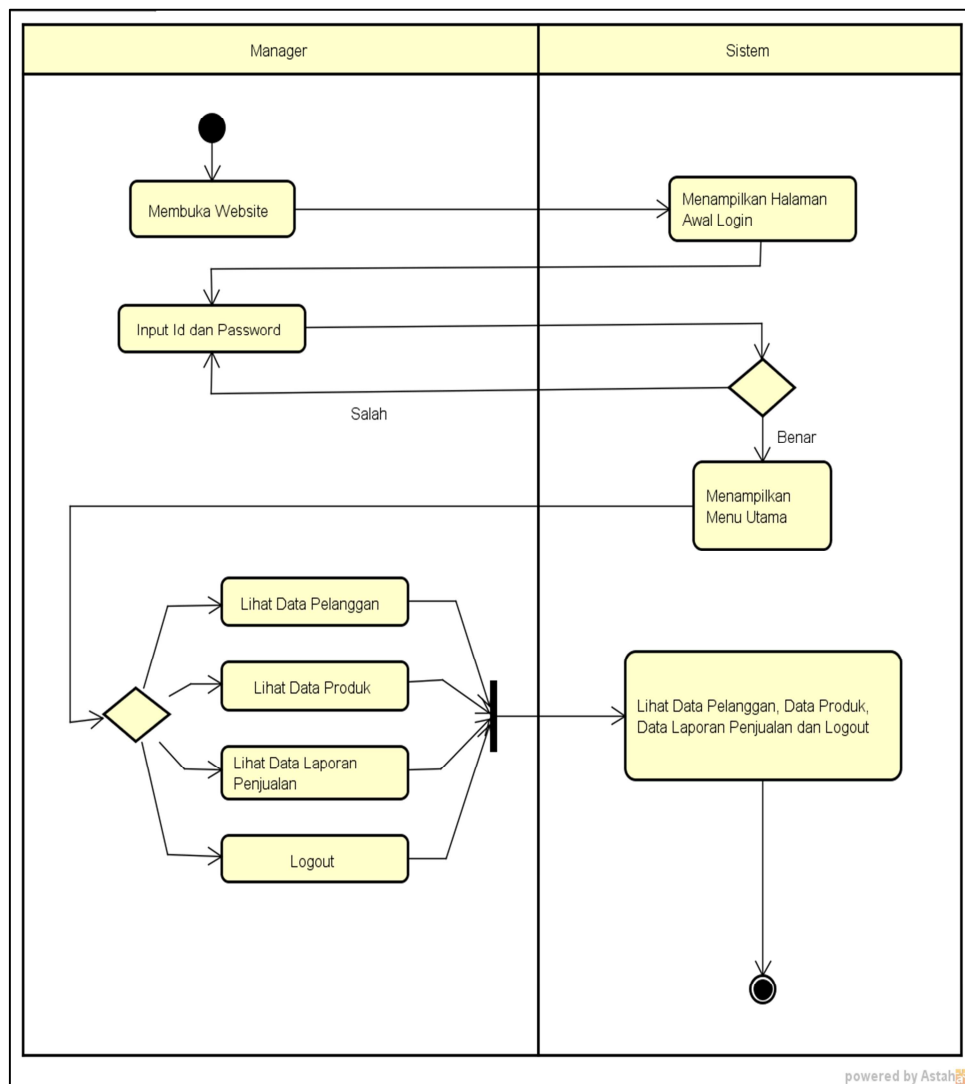 Manager
Sistem
Membuka Website
Menampilkan Halaman
Awal Login
Input Id dan Password
Salah
Benar
Menampilkan
Menu Utama
Lihat Data Pelanggan
Lihat Data Produk
Lihat Data Laporan
Penjualan
Logout
Lihat Data Pelanggan, Data Produk,
Data Laporan Penjualan dan Logout
powered by Astah